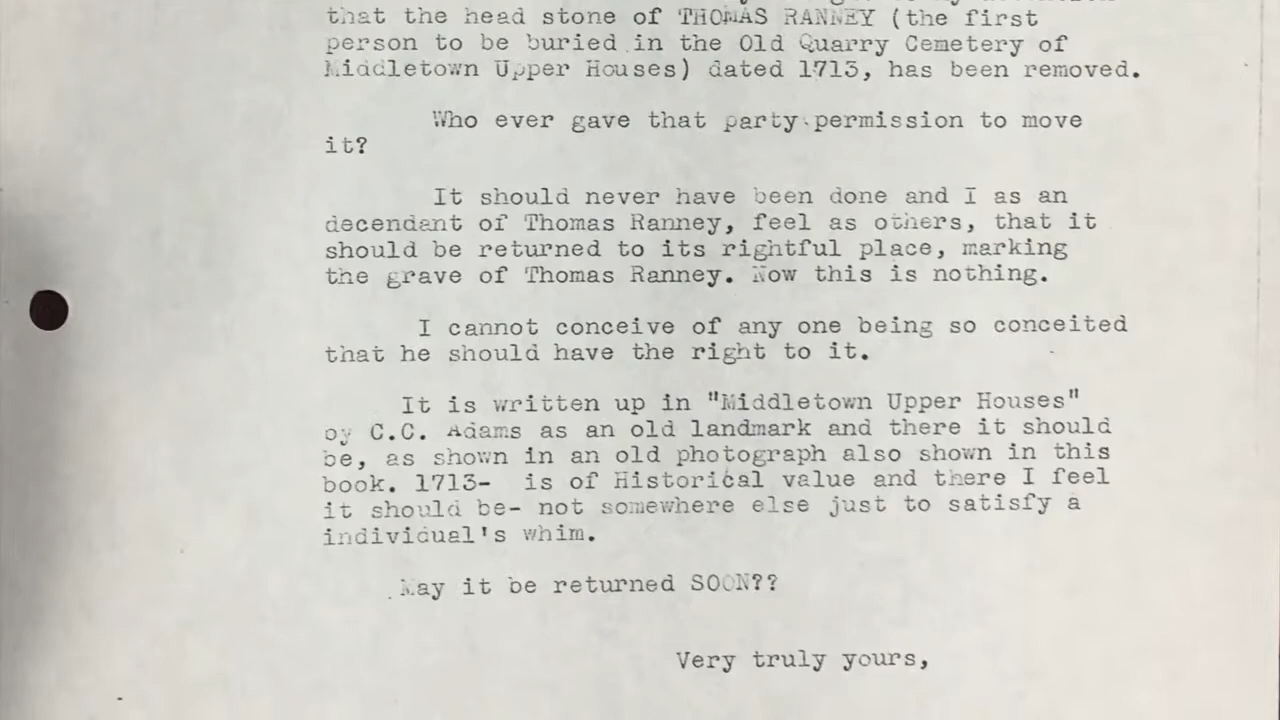 that the head stone of THOMAS RANNEY (the first
person to be buried in the Old Quarry Cemetery of
Middletown Upper Houses) dated 1713, has been removed.
Who ever gave that party permission to move
it?
It should never have been done and I as an
decendant of Thomas Ranney, feel as others, that it
should be returned to its rightful place, marking
the grave of Thomas Ranney. Now this is nothing.
I cannot conceive of any one being so conceited
that he should have the right to it.
It is written up in "Middletown Upper Houses"
by C.C. Adams as an old landmark and there it should
be, as shown in an old photograph also shown in this
book. 1713- is of Historical value and there I feel
it should be- not somewhere else just to satisfy a
individual's whim.
May it be returned SOON??
Very truly yours,